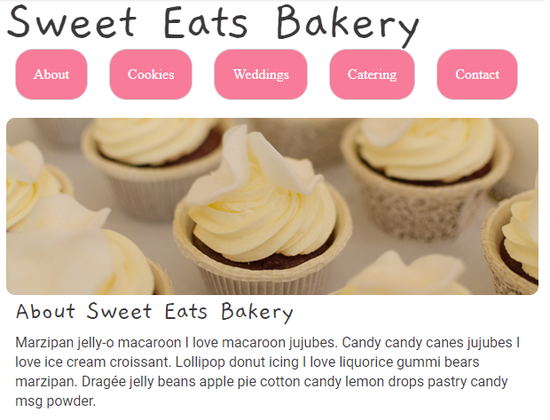 Sweet Eats Bakery
About Cookies Weddings Catering Contact
About Sweet Eats Bakery
Marzipan jelly-o macaroon I love macaroon jujubes. Candy candy canes jujubes I
love ice cream croissant. Lollipop donut icing I love liquorice gummi bears
marzipan. Dragée jelly beans apple pie cotton candy lemon drops pastry candy
msg powder.